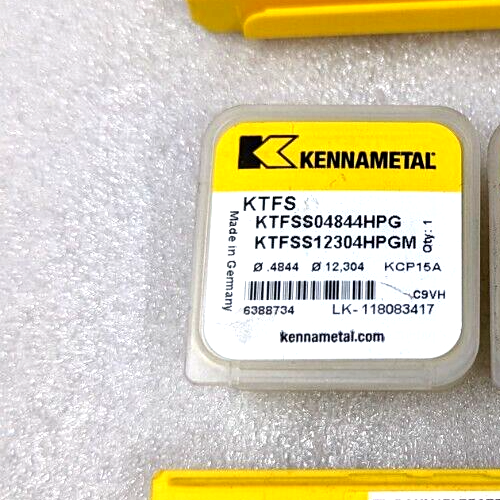 KENNAMETAL
KTFS
KTFSS04844HPG
KTFSS12304HPGM
Qty: 1
Made in Germany
Ø .4844 Ø 12,304 KCP15A
C9VH
6388734 LK-118083417
kennametal.com